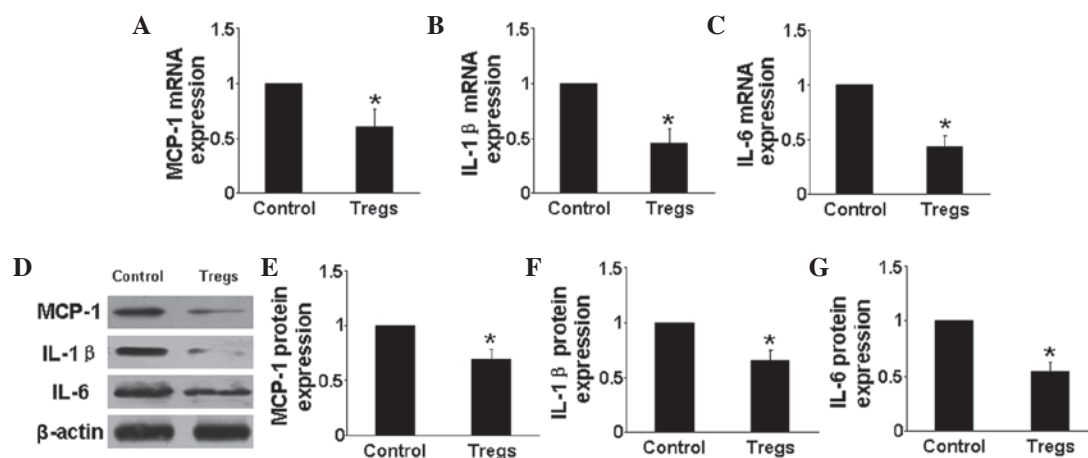 A
MCP-1 mRNA
expression
1.5
1
0.5
0
*
Control Tregs
B
IL-1 β mRNA
expression
1.5
1
0.5
0
*
Control Tregs
C
IL-6 mRNA
expression
1.5
1
0.5
0
*
Control Tregs
D
Control Tregs
MCP-1
IL-1 β
IL-6
β-actin
E
MCP-1 protein
expression
1.5
1
0.5
0
*
Control Tregs
F
IL-1 β protein
expression
1.5
1
0.5
0
*
Control Tregs
G
IL-6 protein
expression
1.5
1
0.5
0
*
Control Tregs